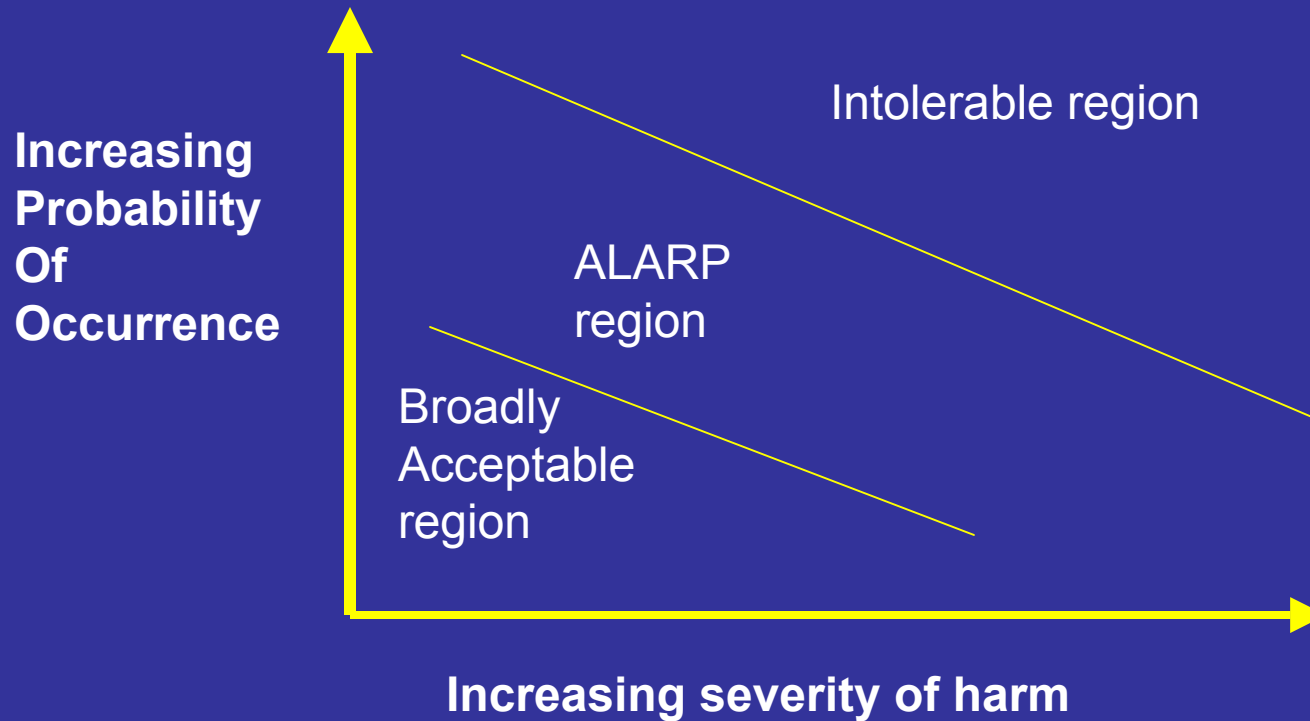 Increasing
Probability
Of
Occurrence
Intolerable region
ALARP
region
Broadly
Acceptable
region
Increasing severity of harm